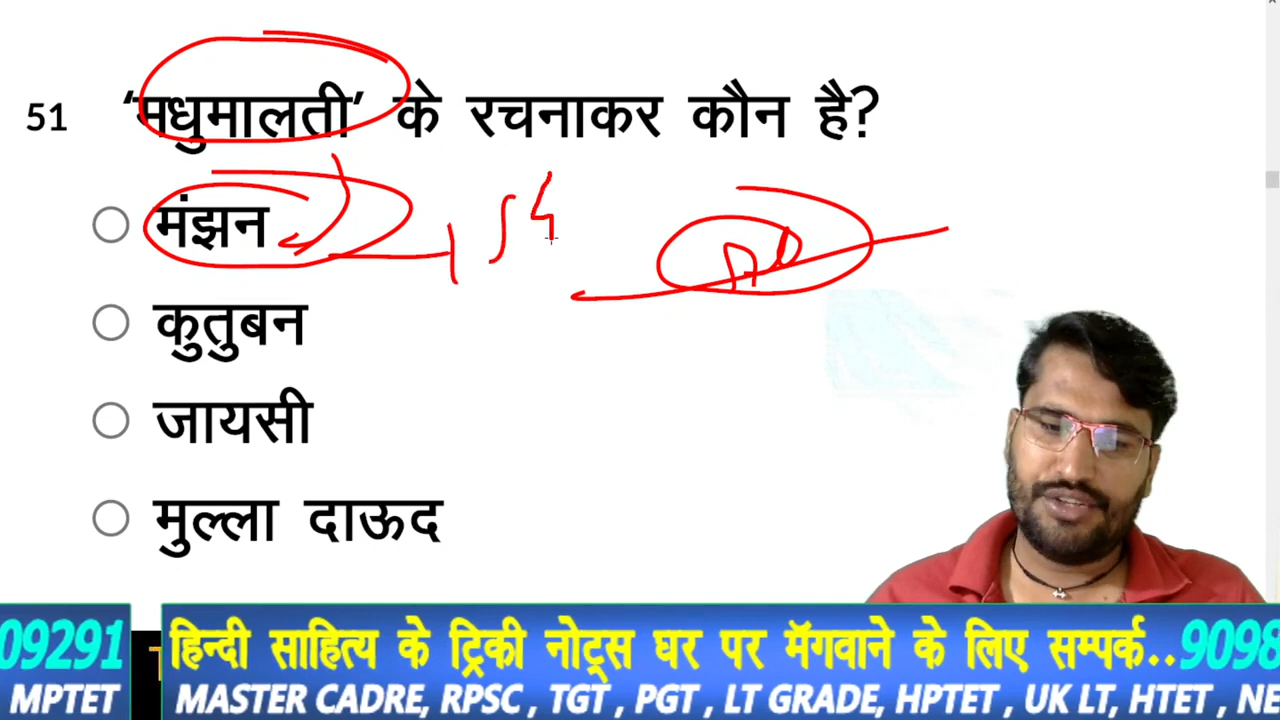 51 ‘मधुमालती’ के रचनाकर कौन है?
मंझन
154
कुतुबन
जायसी
मुल्ला दाऊद
09291 हिन्दी साहित्य के ट्रिकी नोट्स घर पर मॅगवाने के लिए सम्पर्क..9098
MPTET MASTER CADRE, RPSC , TGT , PGT , LT GRADE, HPTET , UK LT, HTET , NE